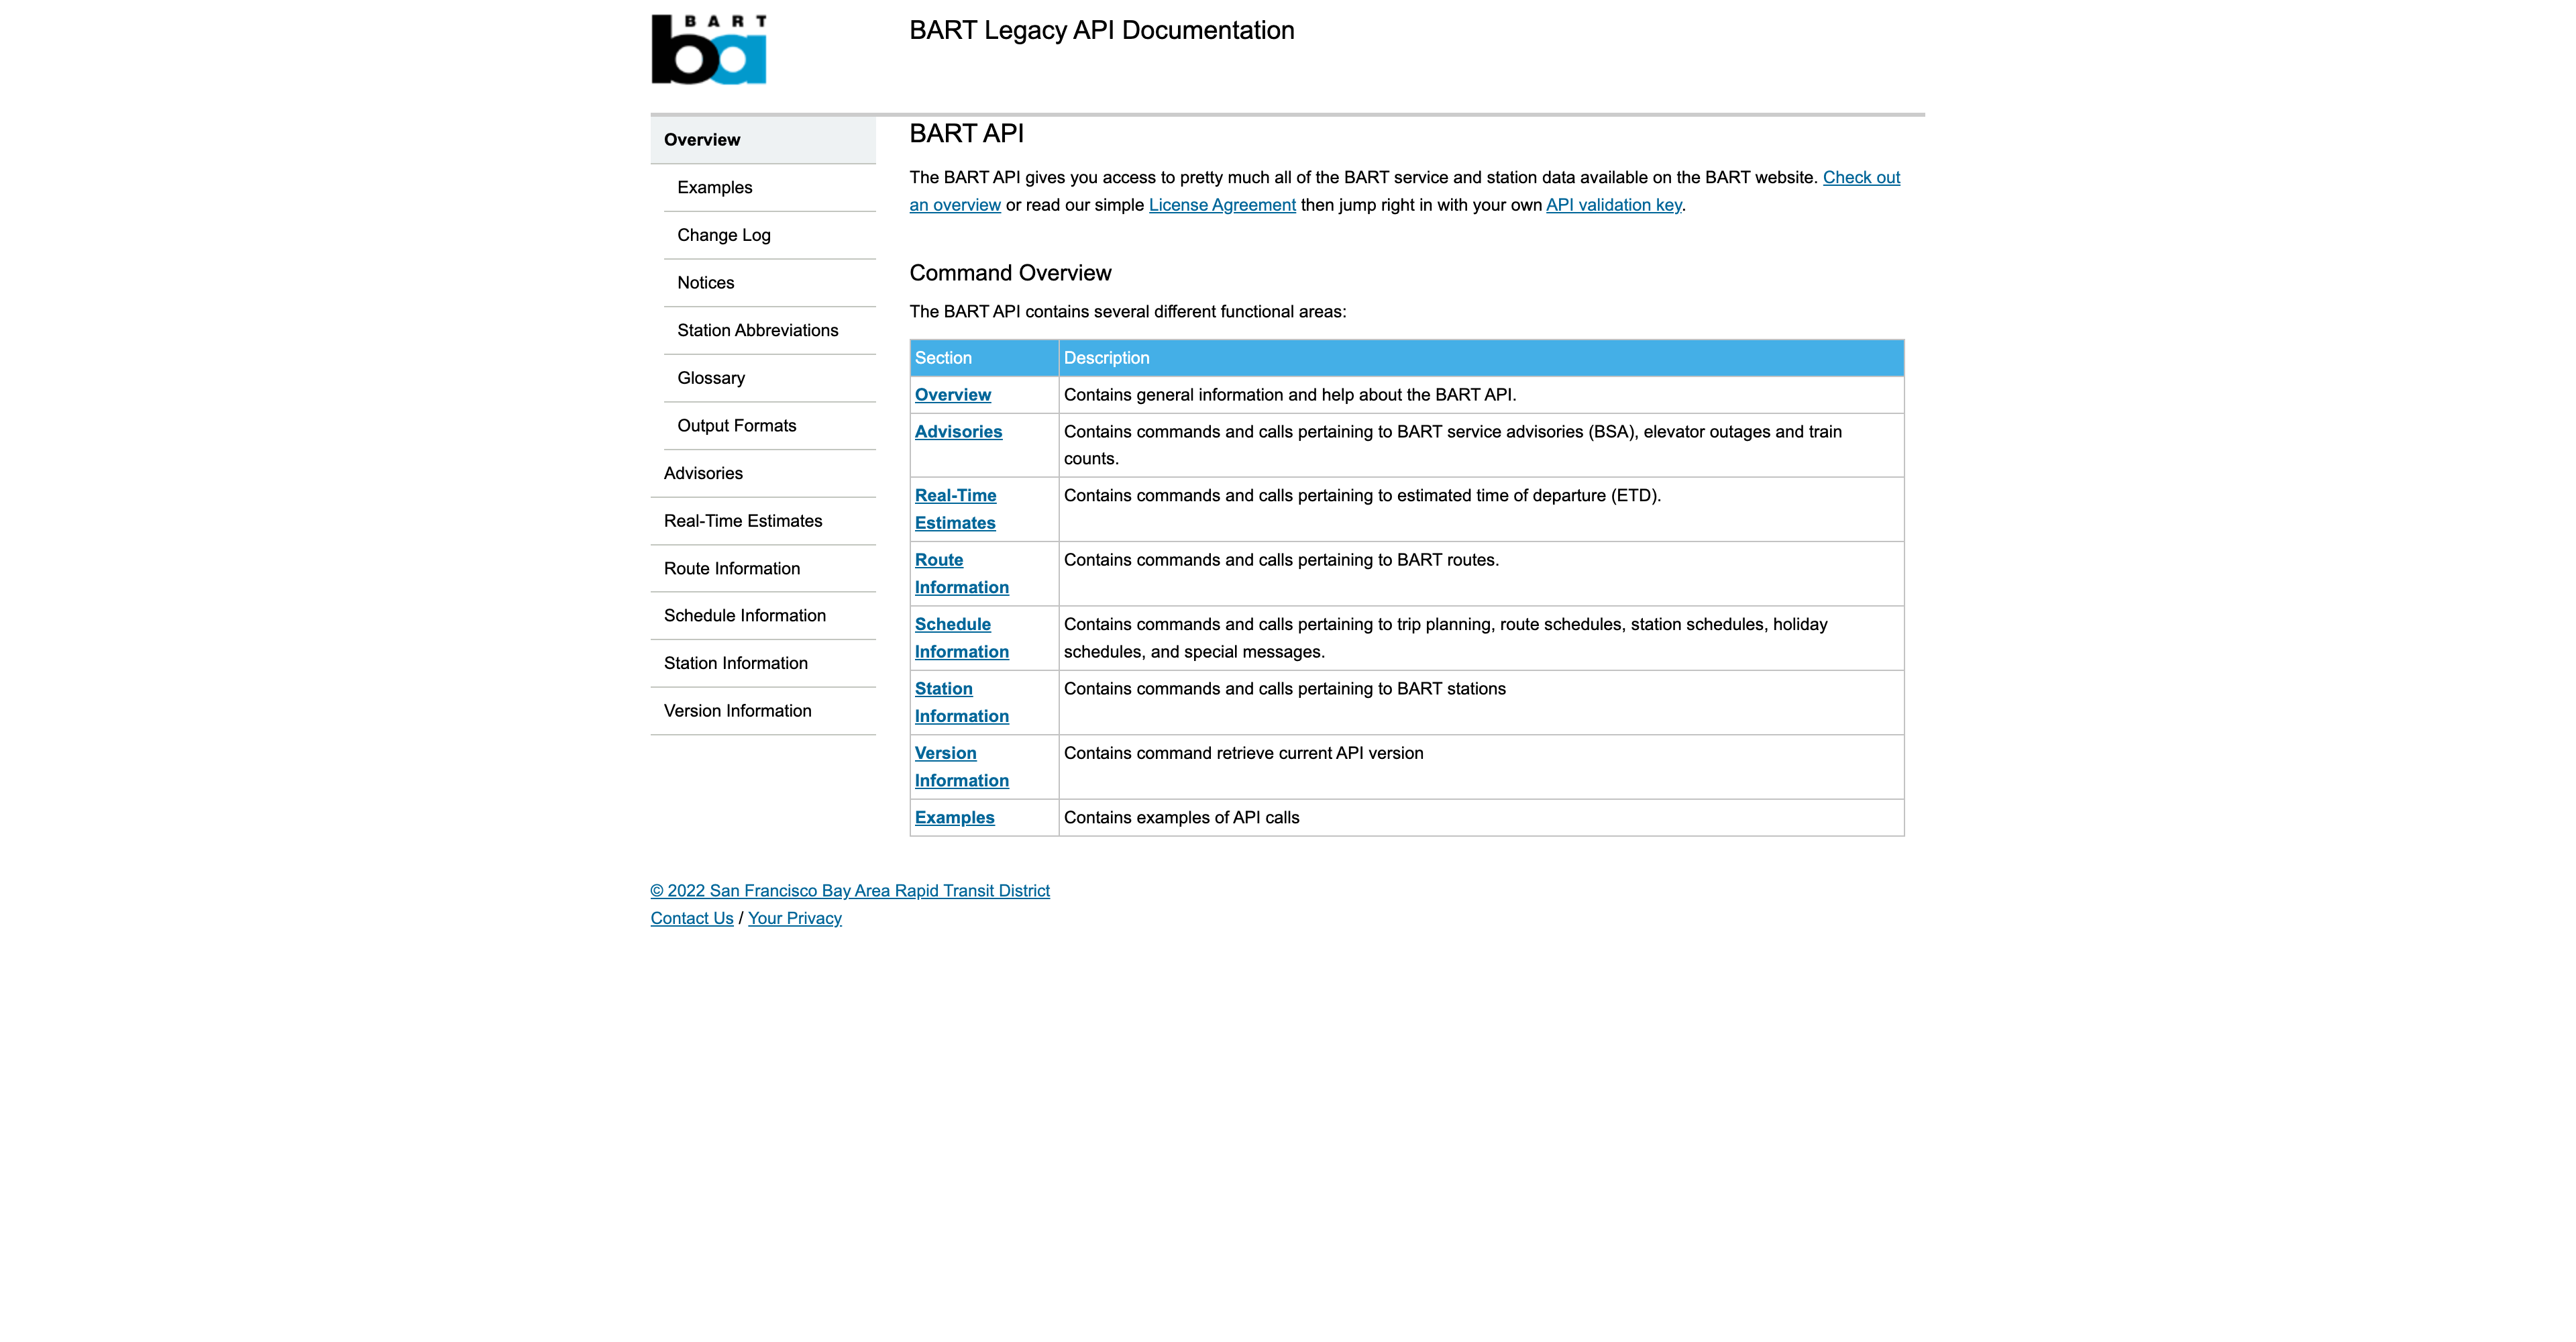 BART
ba
BART Legacy API Documentation
Overview
Examples
Change Log
Notices
Station Abbreviations
Glossary
Output Formats
Advisories
Real-Time Estimates
Route Information
Schedule Information
Station Information
Version Information
BART API
The BART API gives you access to pretty much all of the BART service and station data available on the BART website. Check out
an overview or read our simple License Agreement then jump right in with your own API validation key.
Command Overview
The BART API contains several different functional areas:
Section Description
Overview Contains general information and help about the BART API.
Advisories Contains commands and calls pertaining to BART service advisories (BSA), elevator outages and train
counts.
Real-Time Contains commands and calls pertaining to estimated time of departure (ETD).
Estimates
Route Contains commands and calls pertaining to BART routes.
Information
Schedule Contains commands and calls pertaining to trip planning, route schedules, station schedules, holiday
Information schedules, and special messages.
Station Contains commands and calls pertaining to BART stations
Information
Version Contains command retrieve current API version
Information
Examples Contains examples of API calls
© 2022 San Francisco Bay Area Rapid Transit District
Contact Us / Your Privacy